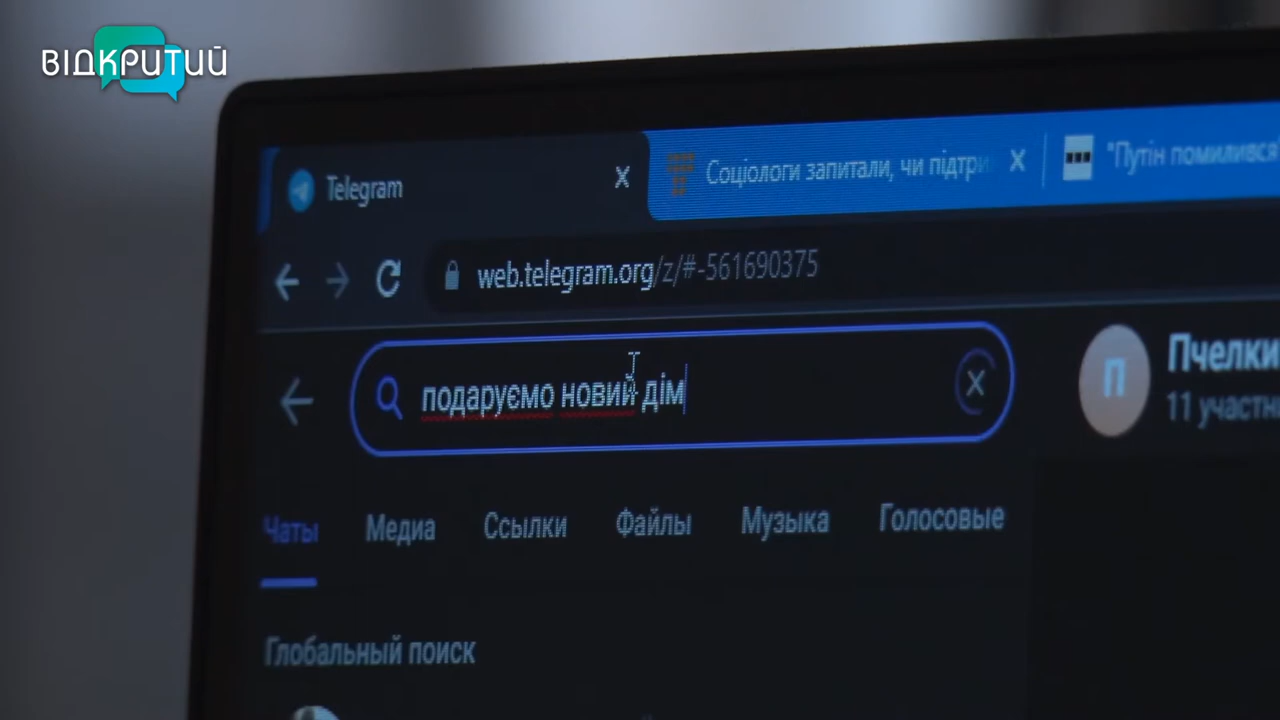 ВІДКРИТИЙ
Telegram
Соціологи запитали, чи підтри
"Путін помилився
web.telegram.org/z/#-561690375
подаруємо новий дім
П
Пчелки
11 участн
Чаты Медиа Ссылки Файлы Музыка Голосовые
Глобальный поиск